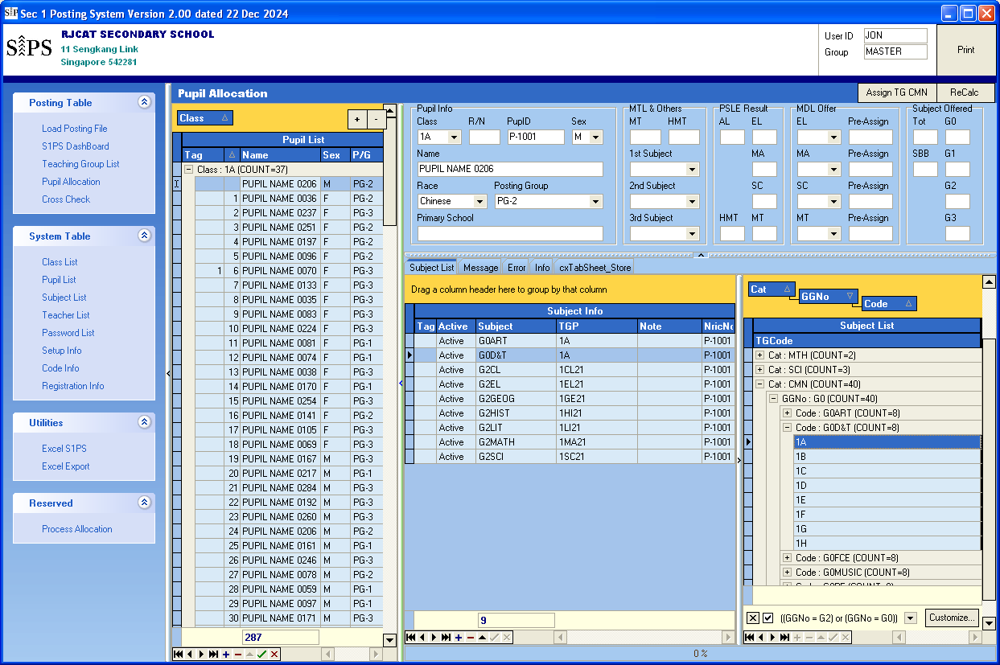 S1PS Sec 1 Posting System Version 2.00 dated 22 Dec 2024
S1PS
RJCAT SECONDARY SCHOOL
11 Sengkang Link
Singapore 542281
User ID JON
Group MASTER
Print
Posting Table
Load Posting File
S1PS DashBoard
Teaching Group List
Pupil Allocation
Cross Check
System Table
Class List
Pupil List
Subject List
Teacher List
Password List
Setup Info
Code Info
Registration Info
Utilities
Excel S1PS
Excel Export
Reserved
Process Allocation
Pupil Allocation
Assign TG CMN ReCalc
Class
+ -
Pupil List
Tag Name Sex P/G
Class : 1A (COUNT=37)
PUPIL NAME 0206 M PG-2
1 PUPIL NAME 0036 F PG-2
2 PUPIL NAME 0237 F PG-3
3 PUPIL NAME 0251 F PG-2
4 PUPIL NAME 0197 F PG-2
5 PUPIL NAME 0096 F PG-2
1 6 PUPIL NAME 0070 F PG-3
7 PUPIL NAME 0133 F PG-3
8 PUPIL NAME 0035 F PG-3
9 PUPIL NAME 0083 F PG-3
10 PUPIL NAME 0224 F PG-3
11 PUPIL NAME 0081 F PG-1
12 PUPIL NAME 0074 F PG-1
13 PUPIL NAME 0038 F PG-3
14 PUPIL NAME 0170 F PG-1
15 PUPIL NAME 0254 F PG-3
16 PUPIL NAME 0141 F PG-2
17 PUPIL NAME 0105 F PG-3
18 PUPIL NAME 0069 F PG-3
19 PUPIL NAME 0167 M PG-3
20 PUPIL NAME 0217 M PG-1
21 PUPIL NAME 0284 M PG-3
22 PUPIL NAME 0192 M PG-3
23 PUPIL NAME 0260 M PG-3
24 PUPIL NAME 0206 M PG-2
25 PUPIL NAME 0161 M PG-1
26 PUPIL NAME 0246 M PG-3
27 PUPIL NAME 0078 M PG-2
28 PUPIL NAME 0059 M PG-1
29 PUPIL NAME 0097 M PG-1
30 PUPIL NAME 0171 M PG-3
287
Pupil Info
Class R/N PupID Sex
1A P-1001 M
Name
PUPIL NAME 0206
Race Posting Group
Chinese PG-2
Primary School
MTL & Others
MT HMT
1st Subject
2nd Subject
3rd Subject
PSLE Result
AL EL
MA
SC
HMT MT
MDL Offer
EL Pre-Assign
MA Pre-Assign
SC Pre-Assign
MT Pre-Assign
Subject Offered
Tot G0
SBB G1
G2
G3
Subject List Message Error Info cxTabSheet_Store
Drag a column header here to group by that column
Subject Info
Tag Active Subject TGP Note NricNo
Active G0ART 1A P-1001
Active G0D&T 1A P-1001
Active G2CL 1CL21 P-1001
Active G2EL 1EL21 P-1001
Active G2GEOG 1GE21 P-1001
Active G2HIST 1HI21 P-1001
Active G2LIT 1LI21 P-1001
Active G2MATH 1MA21 P-1001
Active G2SCI 1SC21 P-1001
9
Cat
GGNo
Code
Subject List
TGCode
Cat : MTH (COUNT=2)
Cat : SCI (COUNT=3)
Cat : CMN (COUNT=40)
GGNo : G0 (COUNT=40)
Code : G0ART (COUNT=8)
Code : G0D&T (COUNT=8)
1A
1B
1C
1D
1E
1F
1G
1H
Code : G0FCE (COUNT=8)
Code : G0MUSIC (COUNT=8)
((GGNo = G2) or (GGNo = G0))
Customize...
0 %